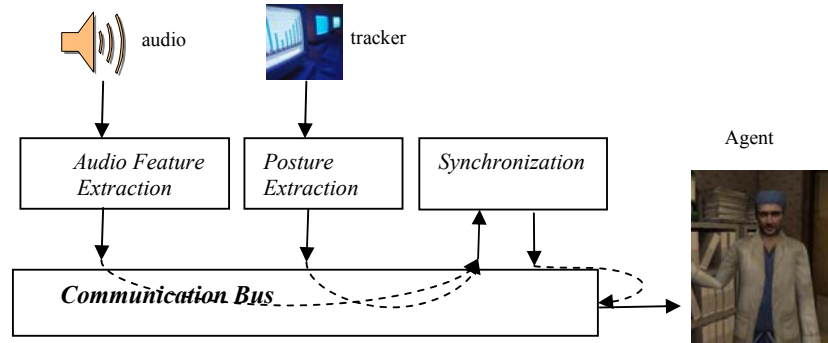 audio
tracker
Audio Feature
Extraction
Posture
Extraction
Synchronization
Agent
Communication Bus